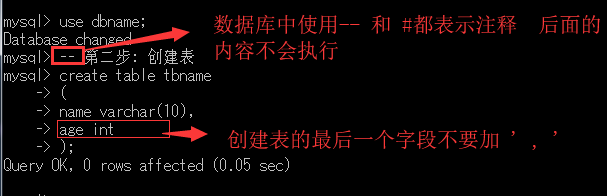 mysql> use dbname;
数据库中使用-- 和 #都表示注释 后面的
Database changed
内容不会执行
mysql> -- 第二步: 创建表
mysql> create table tbname
-> (
-> name varchar(10),
-> age int
创建表的最后一个字段不要加 ’ , ’
-> );
Query OK, 0 rows affected (0.05 sec)